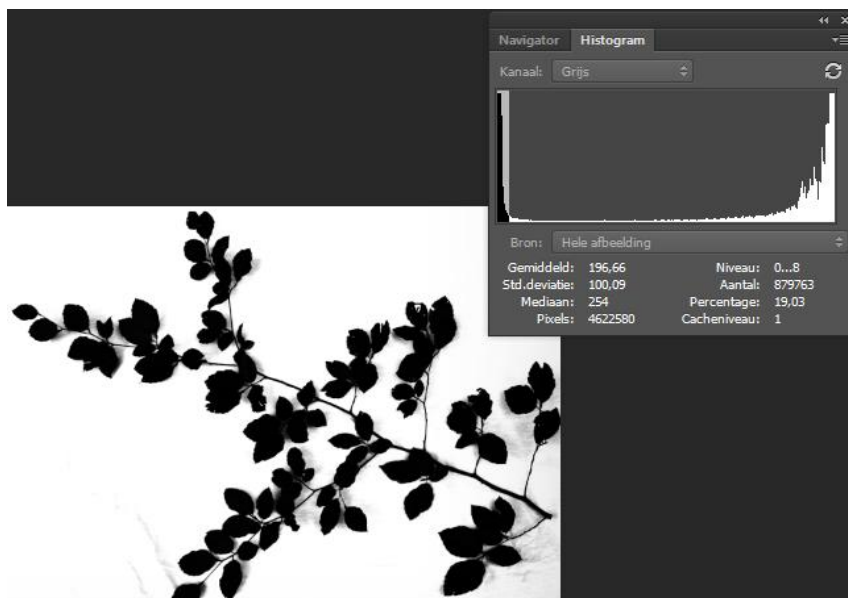 Navigator Histogram
Kanaal: Grijs
Bron: Hele afbeelding
Gemiddeld: 196,66 Niveau: 0...8
Std.deviatie: 100,09 Aantal: 879763
Mediaan: 254 Percentage: 19,03
Pixels: 4622580 Cacheniveau: 1